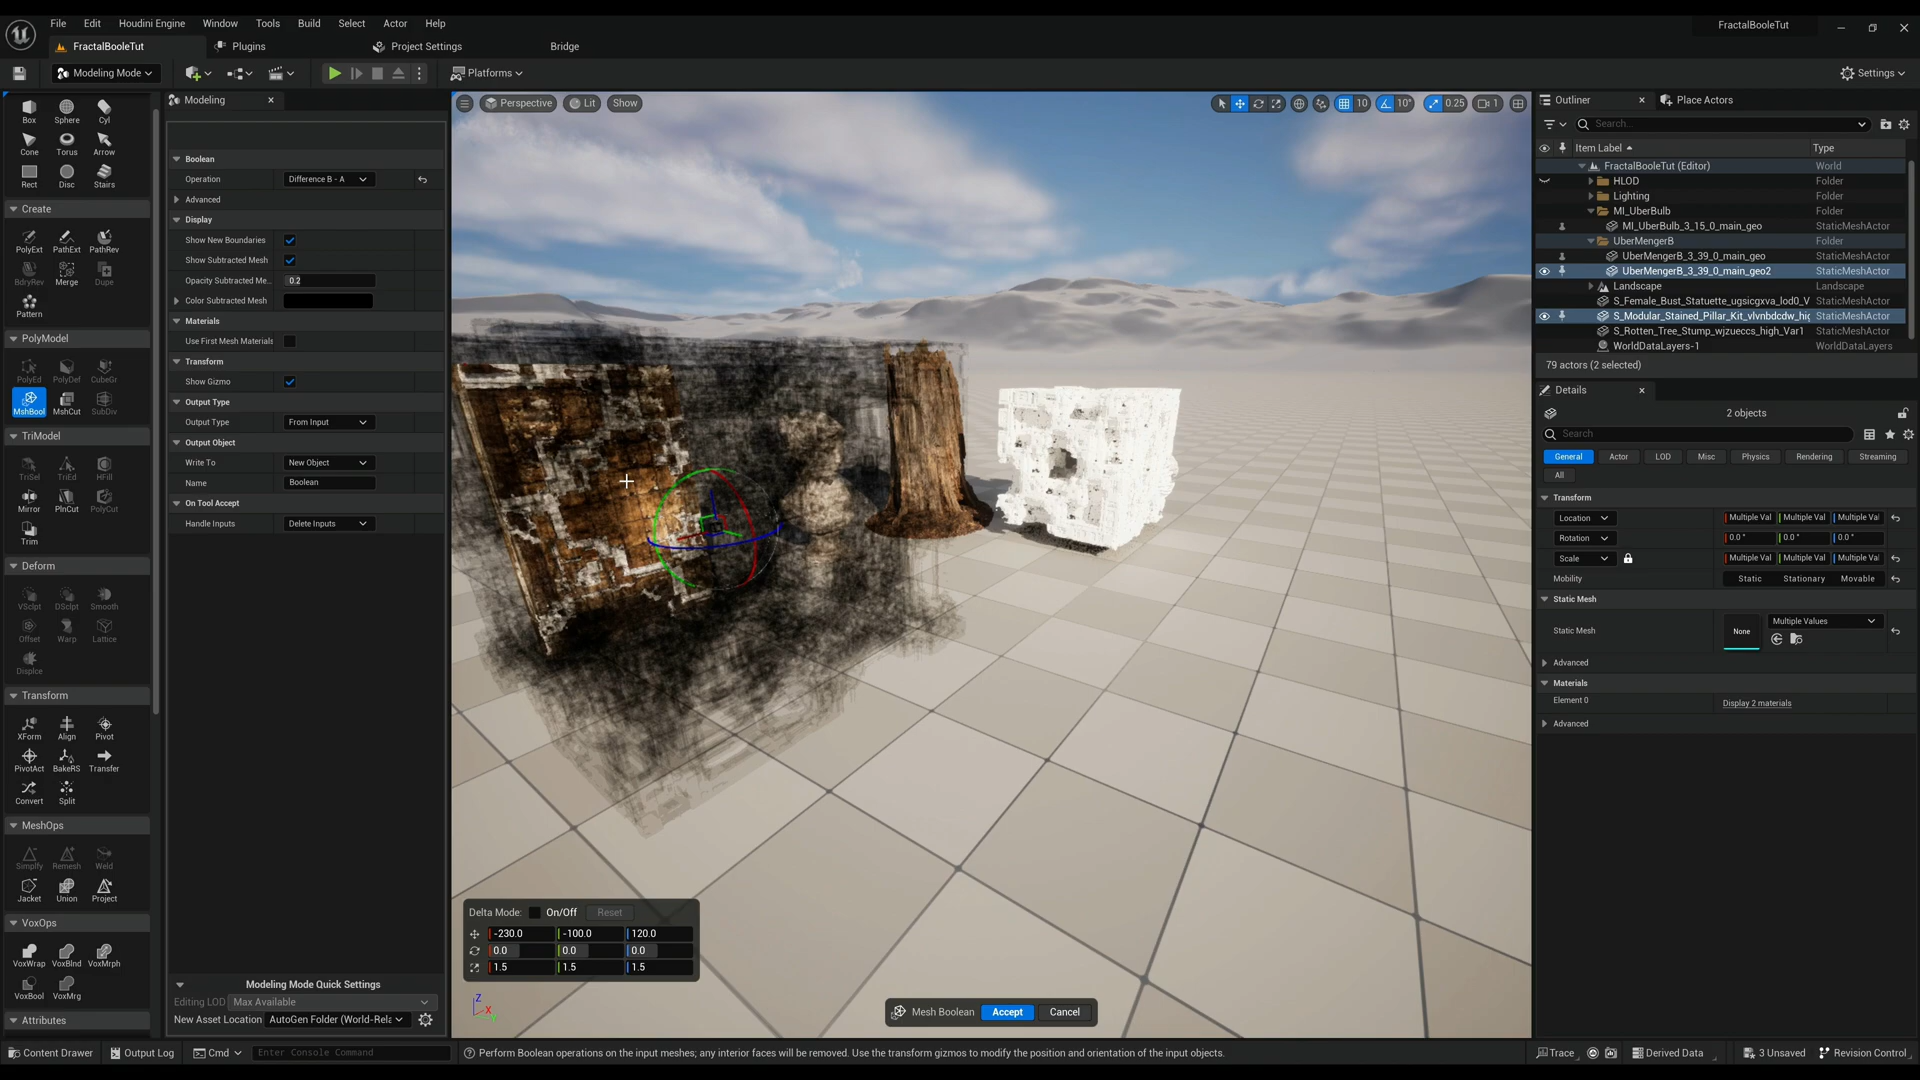 File Edit Houdini Engine Window Tools Build Select Actor Help
FractalBooleTut
FractalBooleTut Plugins Project Settings Bridge
Modeling Mode Platforms Settings
Box Sphere Cyl
Cone Torus Arrow
Rect Disc Stairs
Create
PolyExt PathExt PathRev
BdryRev Merge Dupe
Pattern
PolyModel
PolyEd PolyDef CubeGr
MshBool MshCut SubDiv
TriModel
TriSel TriEd HFill
Mirror PlnCut PolyCut
Trim
Deform
VSclpt DSclpt Smooth
Offset Warp Lattice
Displce
Transform
XForm Align Pivot
PivotAct BakeRS Transfer
Convert Split
MeshOps
Simplfy Remesh Weld
Jacket Union Project
VoxOps
VoxWrap VoxBlnd VoxMrph
VoxBool VoxMrg
Attributes
Modeling
Boolean
Operation Difference B - A
Advanced
Display
Show New Boundaries
Show Subtracted Mesh
Opacity Subtracted Me... 0.2
Color Subtracted Mesh
Materials
Use First Mesh Materials
Transform
Show Gizmo
Output Type
Output Type From Input
Output Object
Write To New Object
Name Boolean
On Tool Accept
Handle Inputs Delete Inputs
Modeling Mode Quick Settings
Editing LOD Max Available
New Asset Location AutoGen Folder (World-Rela
Perspective Lit Show
10 10° 0.25 1
Delta Mode: On/Off Reset
-230.0 -100.0 120.0
0.0 0.0 0.0
1.5 1.5 1.5
Z X
Mesh Boolean Accept Cancel
Outliner Place Actors
Search...
Item Label Type
FractalBooleTut (Editor) World
HLOD Folder
Lighting Folder
MI_UberBulb Folder
MI_UberBulb_3_15_0_main_geo StaticMeshActor
UberMengerB Folder
UberMengerB_3_39_0_main_geo StaticMeshActor
UberMengerB_3_39_0_main_geo2 StaticMeshActor
Landscape Landscape
S_Female_Bust_Statuette_ugsicgxva_lod0_V StaticMeshActor
S_Modular_Stained_Pillar_Kit_vlvnbdcdw_hig StaticMeshActor
S_Rotten_Tree_Stump_wjzueccs_high_Var1 StaticMeshActor
WorldDataLayers-1 WorldDataLayers
79 actors (2 selected)
Details
2 objects
Search
General Actor LOD Misc Physics Rendering Streaming
All
Transform
Location Multiple Val Multiple Val Multiple Val
Rotation 0.0 ° 0.0 ° 0.0 °
Scale Multiple Val Multiple Val Multiple Val
Mobility Static Stationary Movable
Static Mesh
Static Mesh None Multiple Values
Advanced
Materials
Element 0 Display 2 materials
Advanced
Content Drawer Output Log Cmd Enter Console Command Perform Boolean operations on the input meshes; any interior faces will be removed. Use the transform gizmos to modify the position and orientation of the input objects. Trace Derived Data 3 Unsaved Revision Control